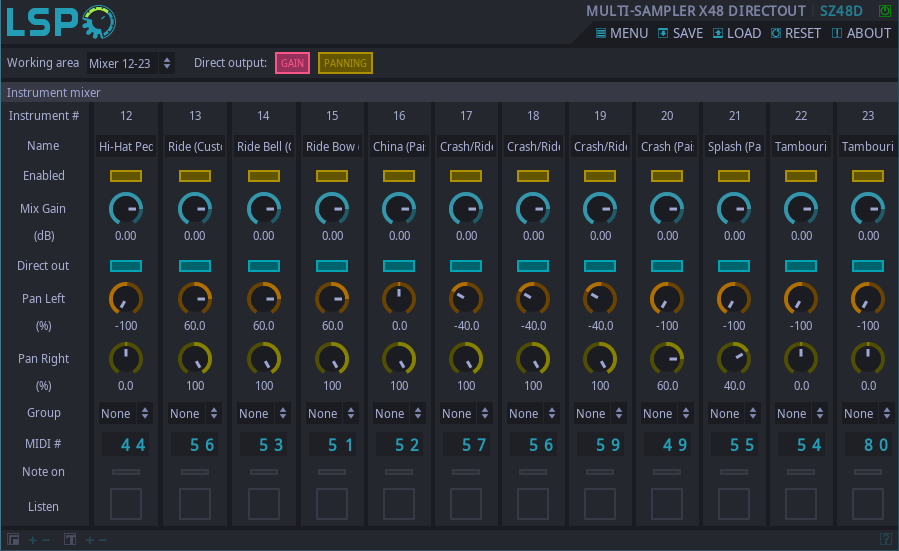 LSP
MULTI-SAMPLER X48 DIRECTOUT SZ48D
MENU SAVE LOAD RESET ABOUT
Working area Mixer 12-23 Direct output: GAIN PANNING
Instrument mixer
Instrument # 12 13 14 15 16 17 18 19 20 21 22 23
Name Hi-Hat Ped Ride (Custo Ride Bell (C Ride Bow ( China (Pai Crash/Ride Crash/Ride Crash/Ride Crash (Pai Splash (Pa Tambouri Tambouri
Enabled
Mix Gain
(dB) 0.00 0.00 0.00 0.00 0.00 0.00 0.00 0.00 0.00 0.00 0.00 0.00
Direct out
Pan Left
(%) -100 60.0 60.0 60.0 0.0 -40.0 -40.0 -40.0 -100 -100 -100 -100
Pan Right
(%) 0.0 100 100 100 100 100 100 100 60.0 40.0 0.0 0.0
Group None None None None None None None None None None None None
MIDI # 44 56 53 51 52 57 56 59 49 55 54 80
Note on
Listen